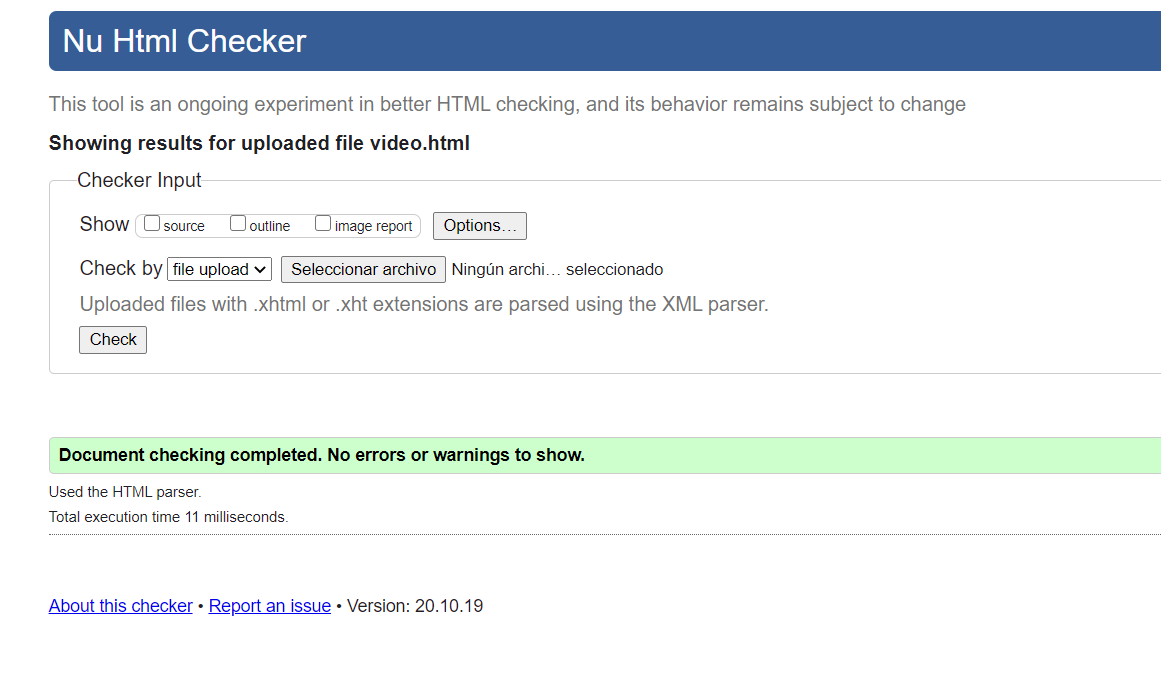 Nu Html Checker
This tool is an ongoing experiment in better HTML checking, and its behavior remains subject to change
Showing results for uploaded file video.html
Checker Input
Show source outline image report Options…
Check by file upload Seleccionar archivo Ningún archi… seleccionado
Uploaded files with .xhtml or .xht extensions are parsed using the XML parser.
Check
Document checking completed. No errors or warnings to show.
Used the HTML parser.
Total execution time 11 milliseconds.
About this checker • Report an issue • Version: 20.10.19